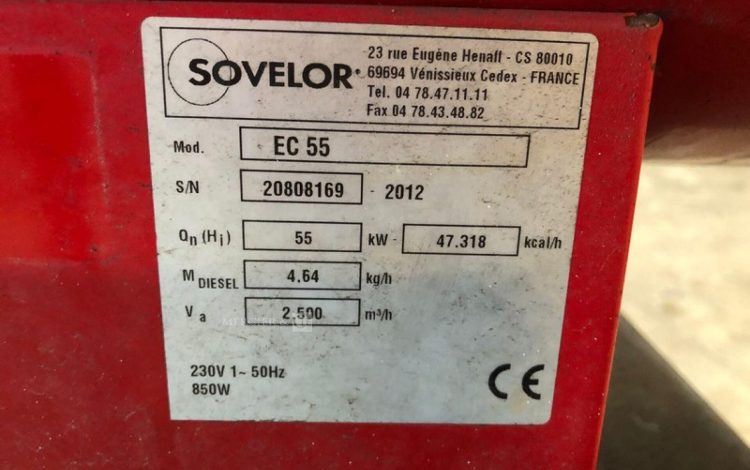 SOVELOR®
23 rue Eugène Henaff - CS 80010
69694 Vénissieux Cedex - FRANCE
Tel. 04 78.47.11.11
Fax 04 78.43.48.82
Mod. EC 55
S/N 20808169 - 2012
Qn (Hi) 55 kW - 47.318 kcal/h
M DIESEL 4.64 kg/h
Va 2.500 m³/h
230V 1~ 50Hz
850W
CE